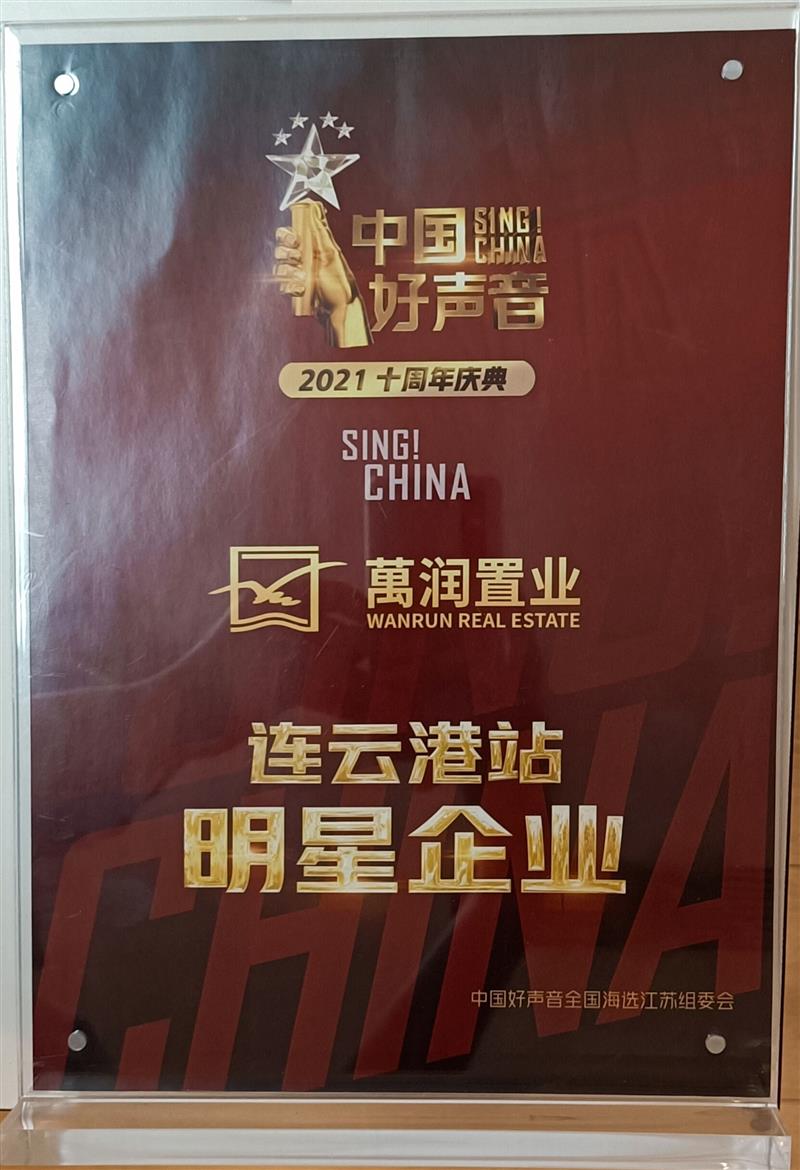 中国
SING!
CHINA
好声音
2021 十周年庆典
SING!
CHINA
萬润置业
WANRUN REAL ESTATE
连云港站
明星企业
中国好声音全国海选江苏组委会
CHINA